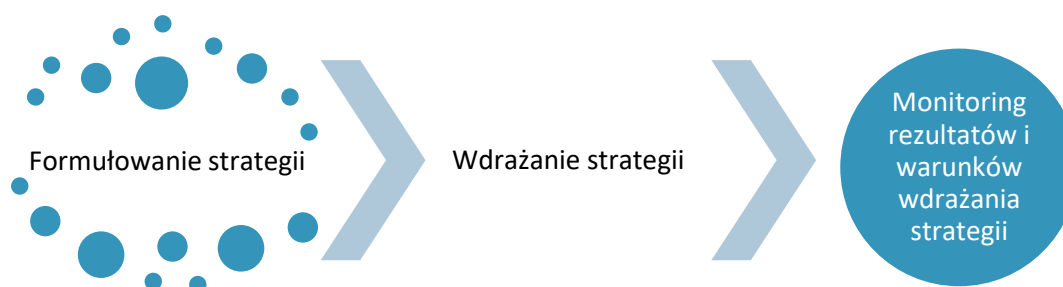 Formułowanie strategii
Wdrażanie strategii
Monitoring
rezultatów i
warunków
wdrażania
strategii